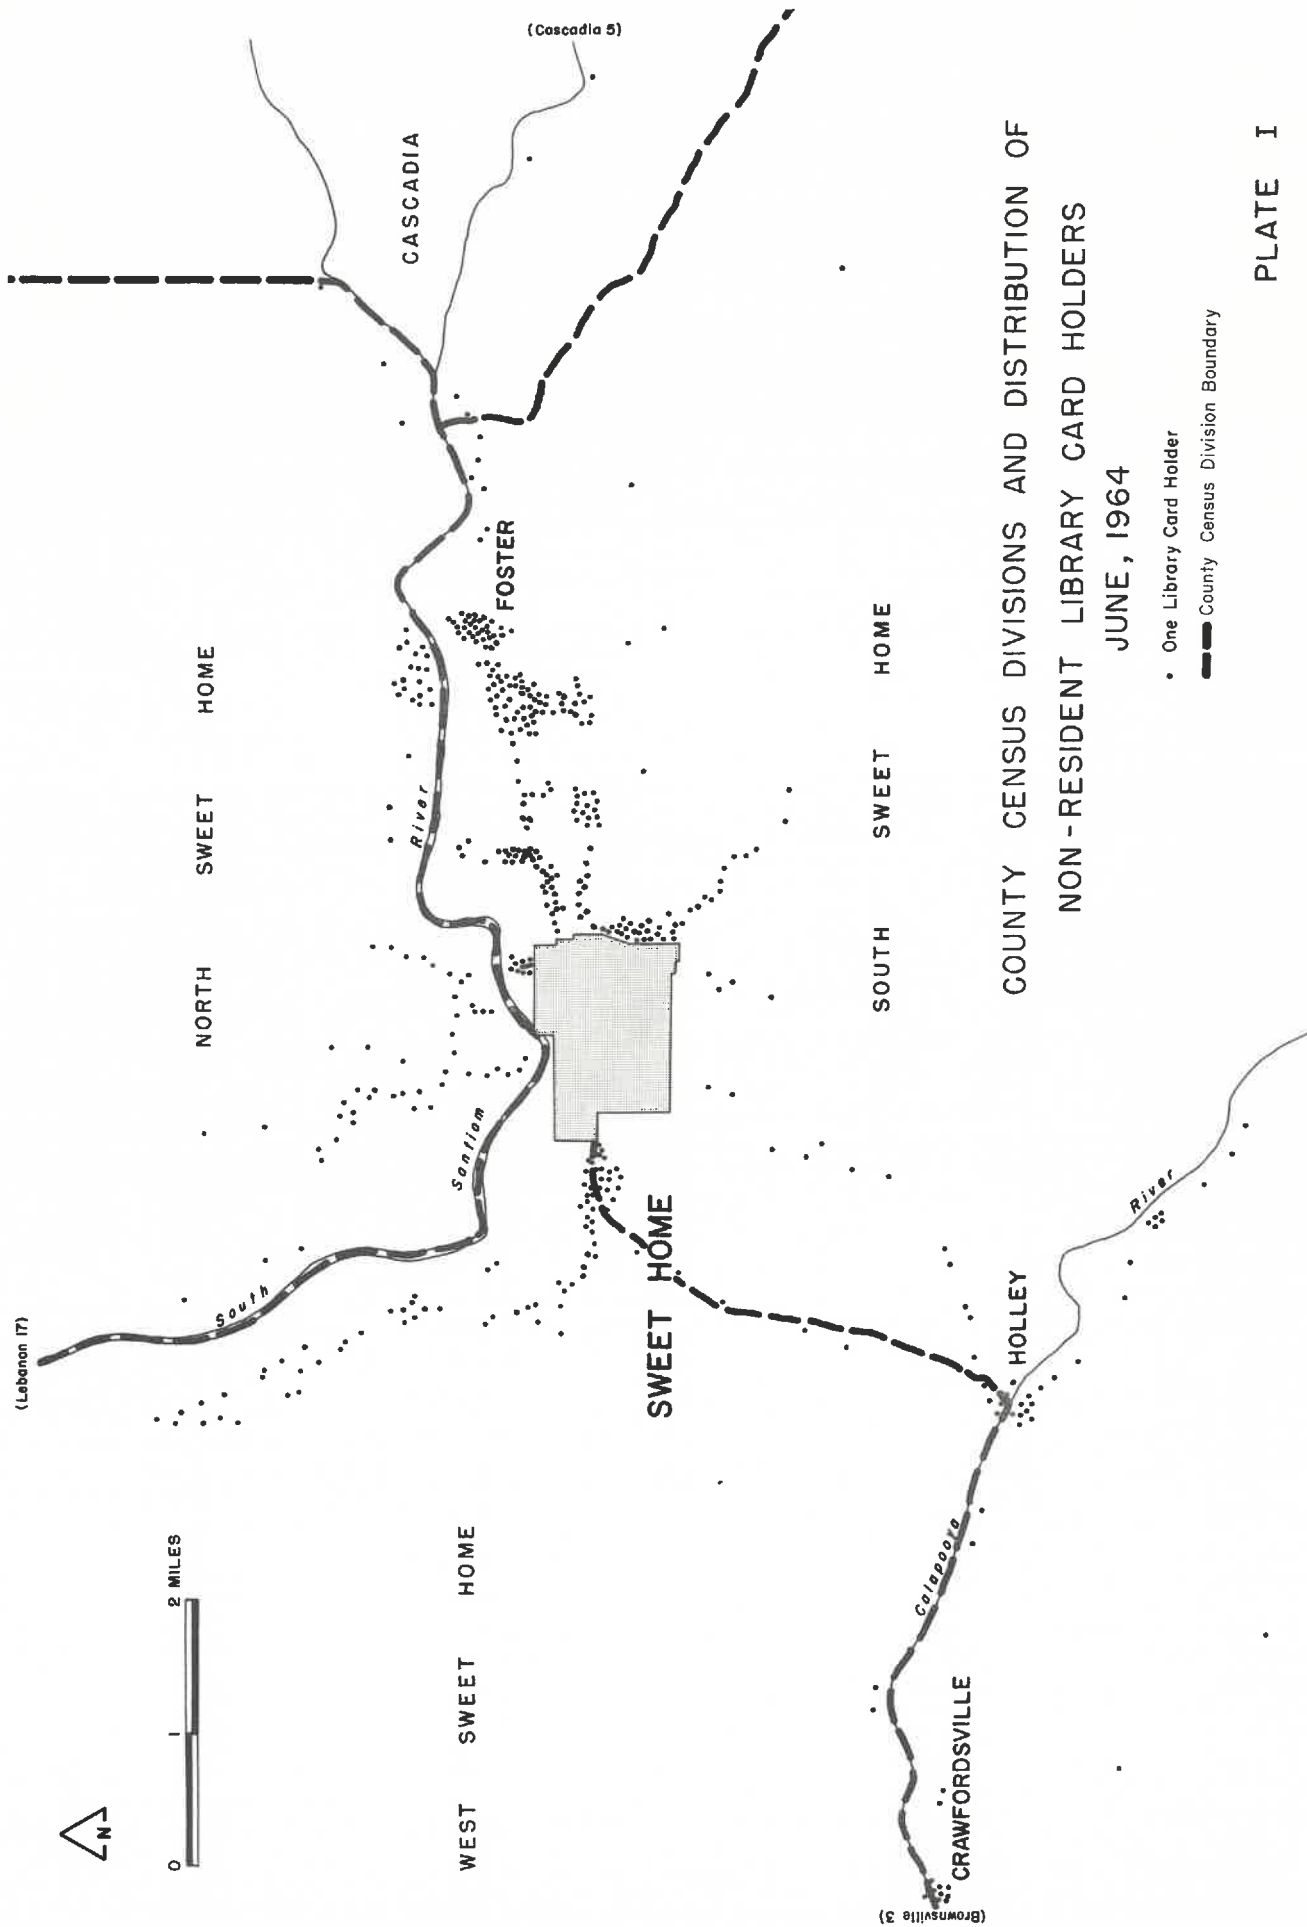 (Lebanon 17)
(Cascadia 5)
(Brownsville 3)
N
0 1 2 MILES
NORTH SWEET HOME
CASCADIA
WEST SWEET HOME
South
Santiam
River
FOSTER
SWEET HOME
SOUTH SWEET HOME
HOLLEY
River
Calapooya
CRAWFORDSVILLE
COUNTY CENSUS DIVISIONS AND DISTRIBUTION OF
NON-RESIDENT LIBRARY CARD HOLDERS
JUNE, 1964
One Library Card Holder
County Census Division Boundary
PLATE I